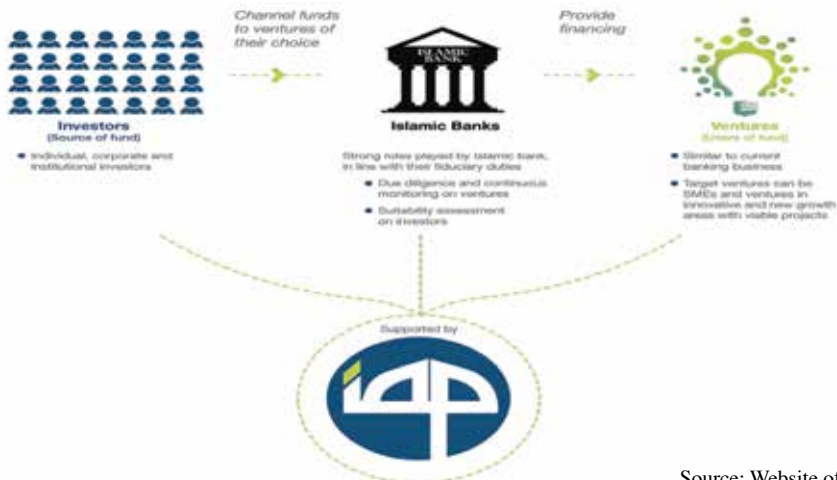 Channel funds
to ventures of
their choice
Provide
financing
ISLAMIC
BANK
Investors
(Source of fund)
Individual, corporate and
institutional investors
Islamic Banks
Strong roles played by Islamic bank,
in line with their fiduciary duties
Due diligence and continuous
monitoring on ventures
Suitability assessment
on investors
Ventures
(Users of fund)
Similar to current
banking business
Target ventures can be
SMEs and ventures in
innovative and new growth
areas with viable projects
Supported by
iap
Source: Website of